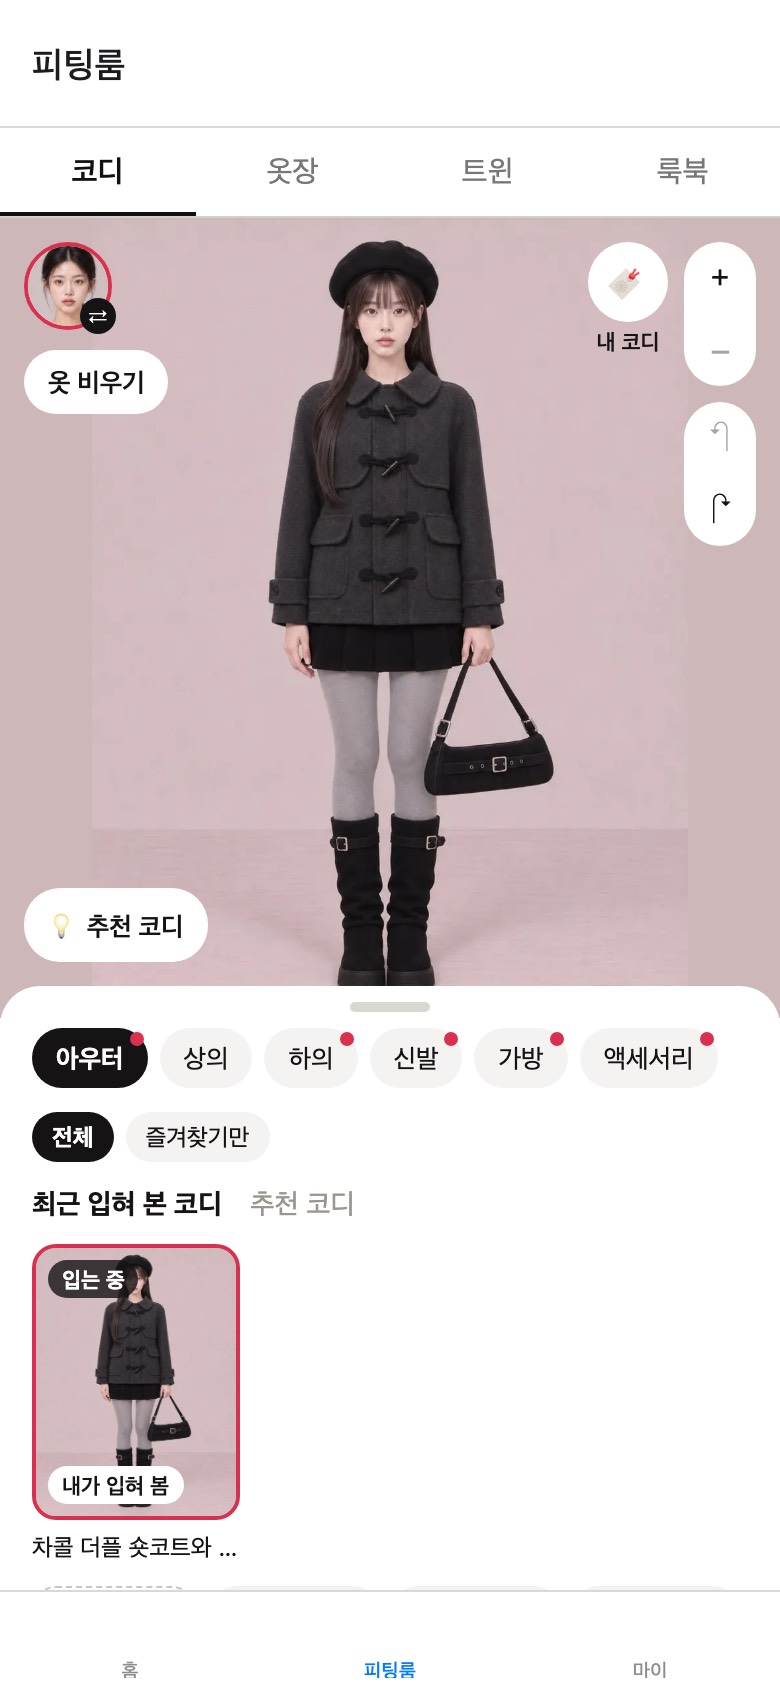 피팅룸
코디 옷장 트윈 룩북
내 코디
옷 비우기
추천 코디
아우터 상의 하의 신발 가방 액세서리
전체 즐겨찾기만
최근 입혀 본 코디 추천 코디
입는 중
내가 입혀 봄
차콜 더플 숏코트와 ...
홈 피팅룸 마이